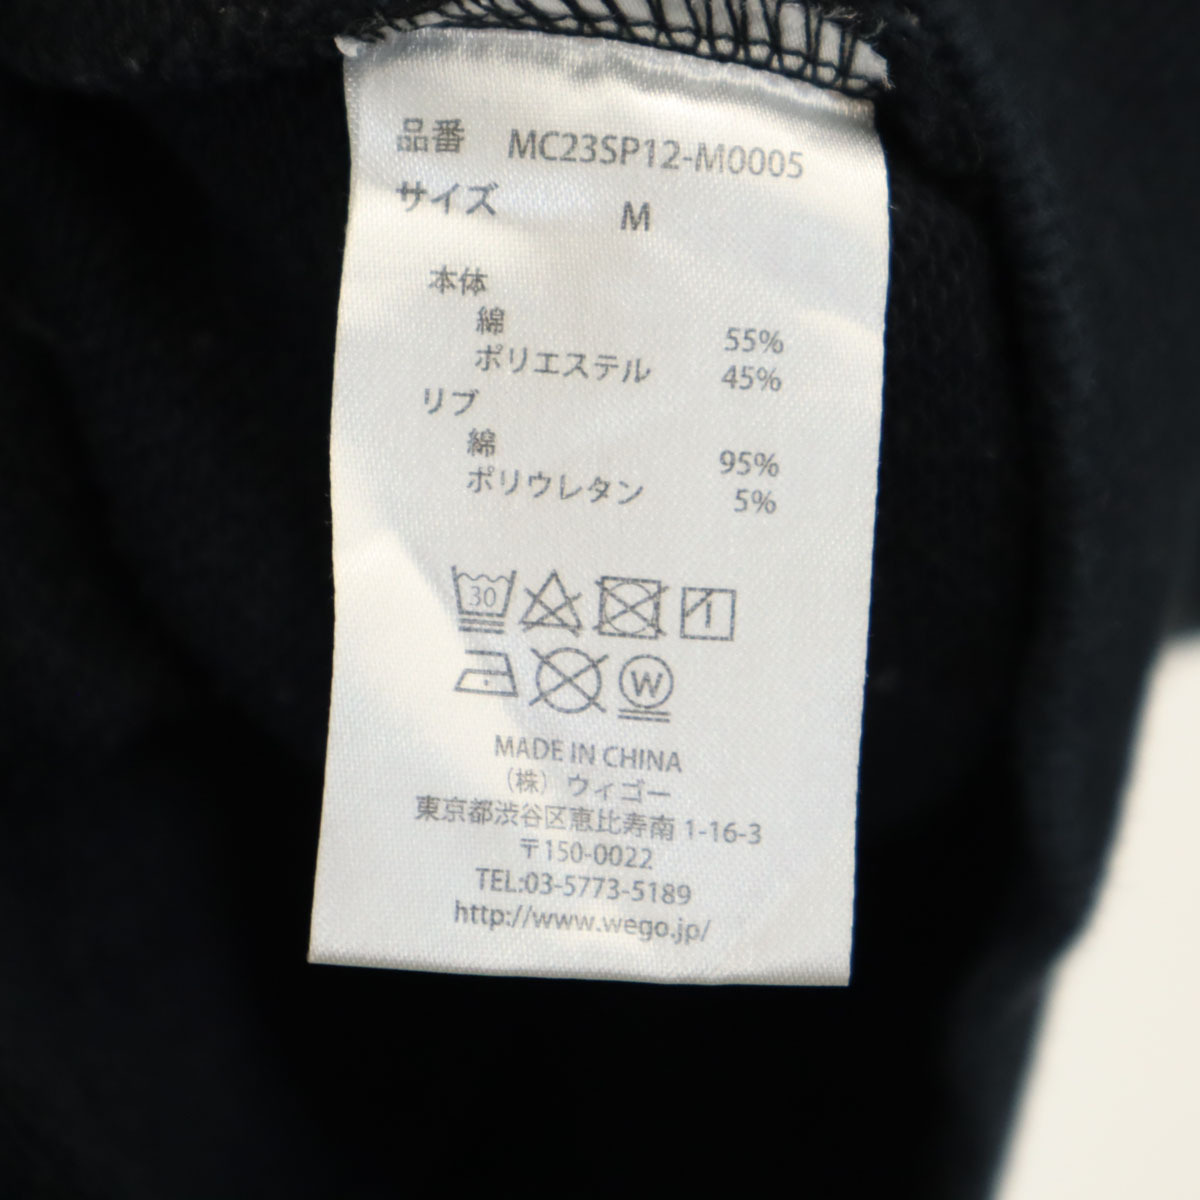 品番 MC23SP12-M0005
サイズ M
本体
綿 55%
ポリエステル 45%
リブ
綿 95%
ポリウレタン 5%
30
W
MADE IN CHINA
（株）ウィゴー
東京都渋谷区恵比寿南 1-16-3
〒150-0022
TEL:03-5773-5189
http://www.wego.jp/